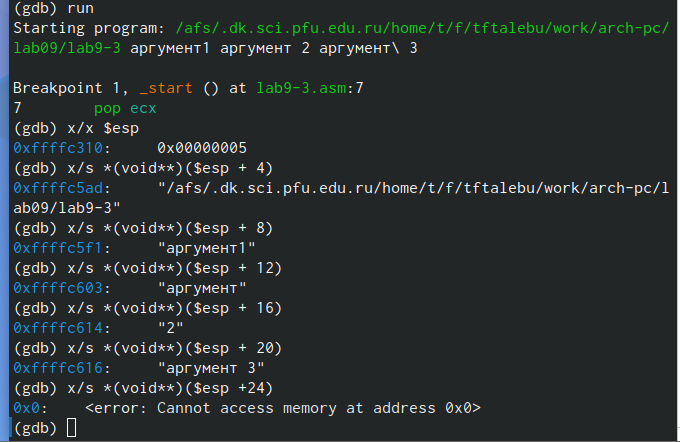 (gdb) run
Starting program: /afs/.dk.sci.pfu.edu.ru/home/t/f/tftalebu/work/arch-pc/
lab09/lab9-3 аргумент1 аргумент 2 аргумент\ 3
Breakpoint 1, _start () at lab9-3.asm:7
7 pop ecx
(gdb) x/x $esp
0xffffc310: 0x00000005
(gdb) x/s *(void**)($esp + 4)
0xffffc5ad: "/afs/.dk.sci.pfu.edu.ru/home/t/f/tftalebu/work/arch-pc/l
ab09/lab9-3"
(gdb) x/s *(void**)($esp + 8)
0xffffc5f1: "аргумент1"
(gdb) x/s *(void**)($esp + 12)
0xffffc603: "аргумент"
(gdb) x/s *(void**)($esp + 16)
0xffffc614: "2"
(gdb) x/s *(void**)($esp + 20)
0xffffc616: "аргумент 3"
(gdb) x/s *(void**)($esp +24)
0x0: <error: Cannot access memory at address 0x0>
(gdb)